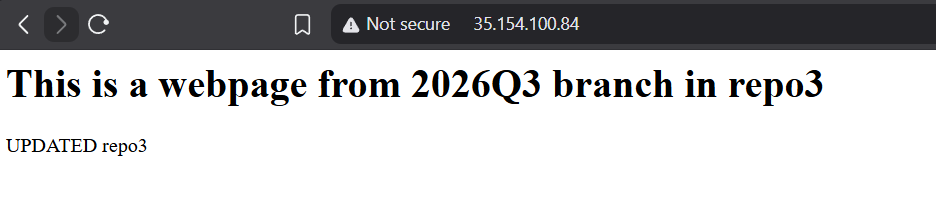 Not secure 35.154.100.84
This is a webpage from 2026Q3 branch in repo3
UPDATED repo3